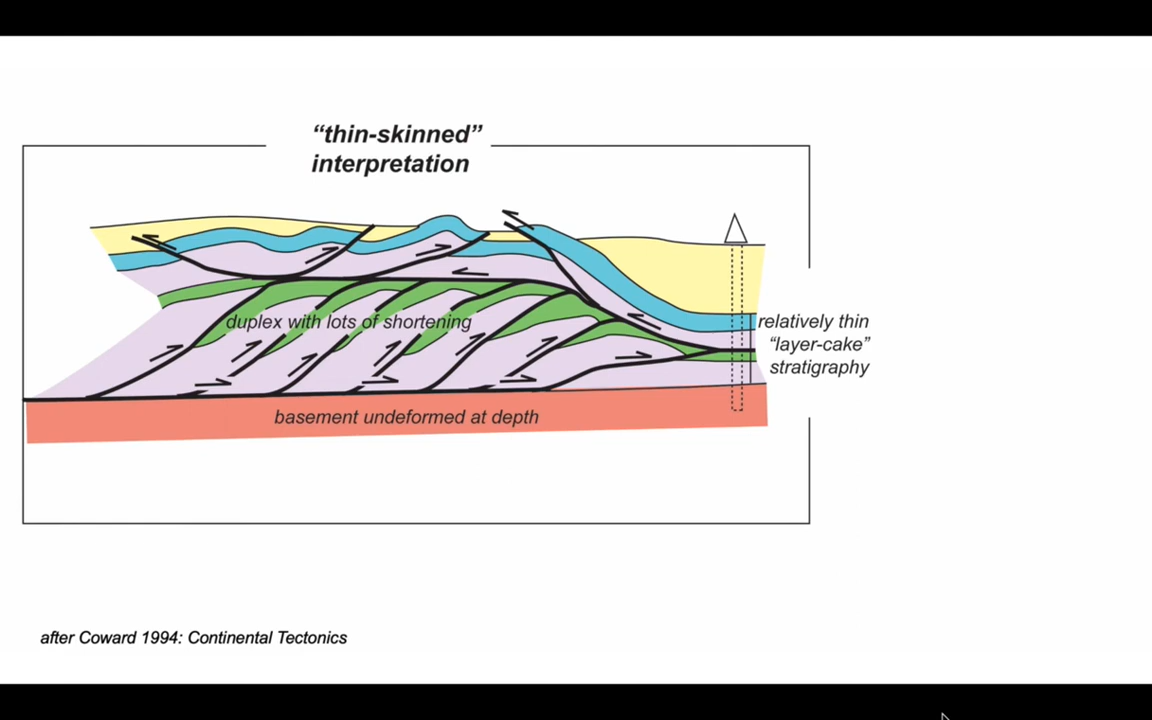 “thin-skinned”
interpretation
duplex with lots of shortening
relatively thin
“layer-cake”
stratigraphy
basement undeformed at depth
after Coward 1994: Continental Tectonics